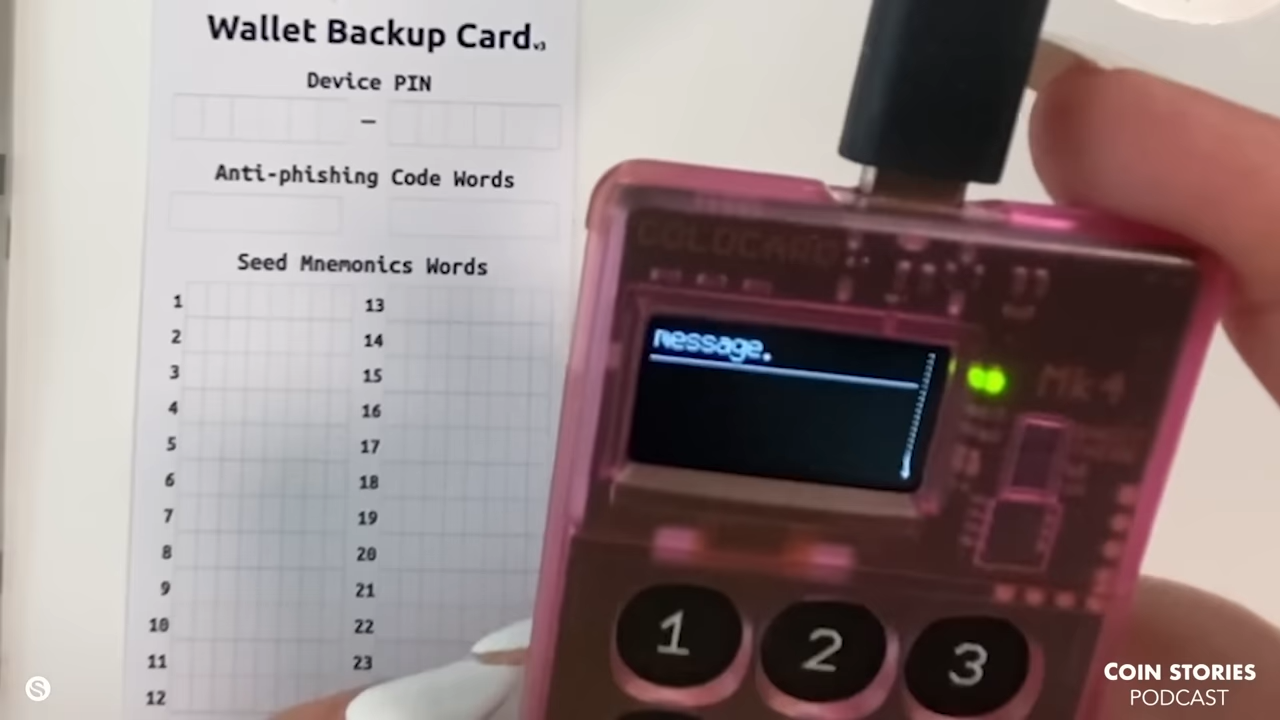 Wallet Backup Card v3
Device PIN
–
Anti-phishing Code Words
Seed Mnemonics Words
1 13
2 14
3 15
4 16
5 17
6 18
7 19
8 20
9 21
10 22
11 23
12
COLDCARD
message.
Mk4
1 2 3
S
COIN STORIES
PODCAST